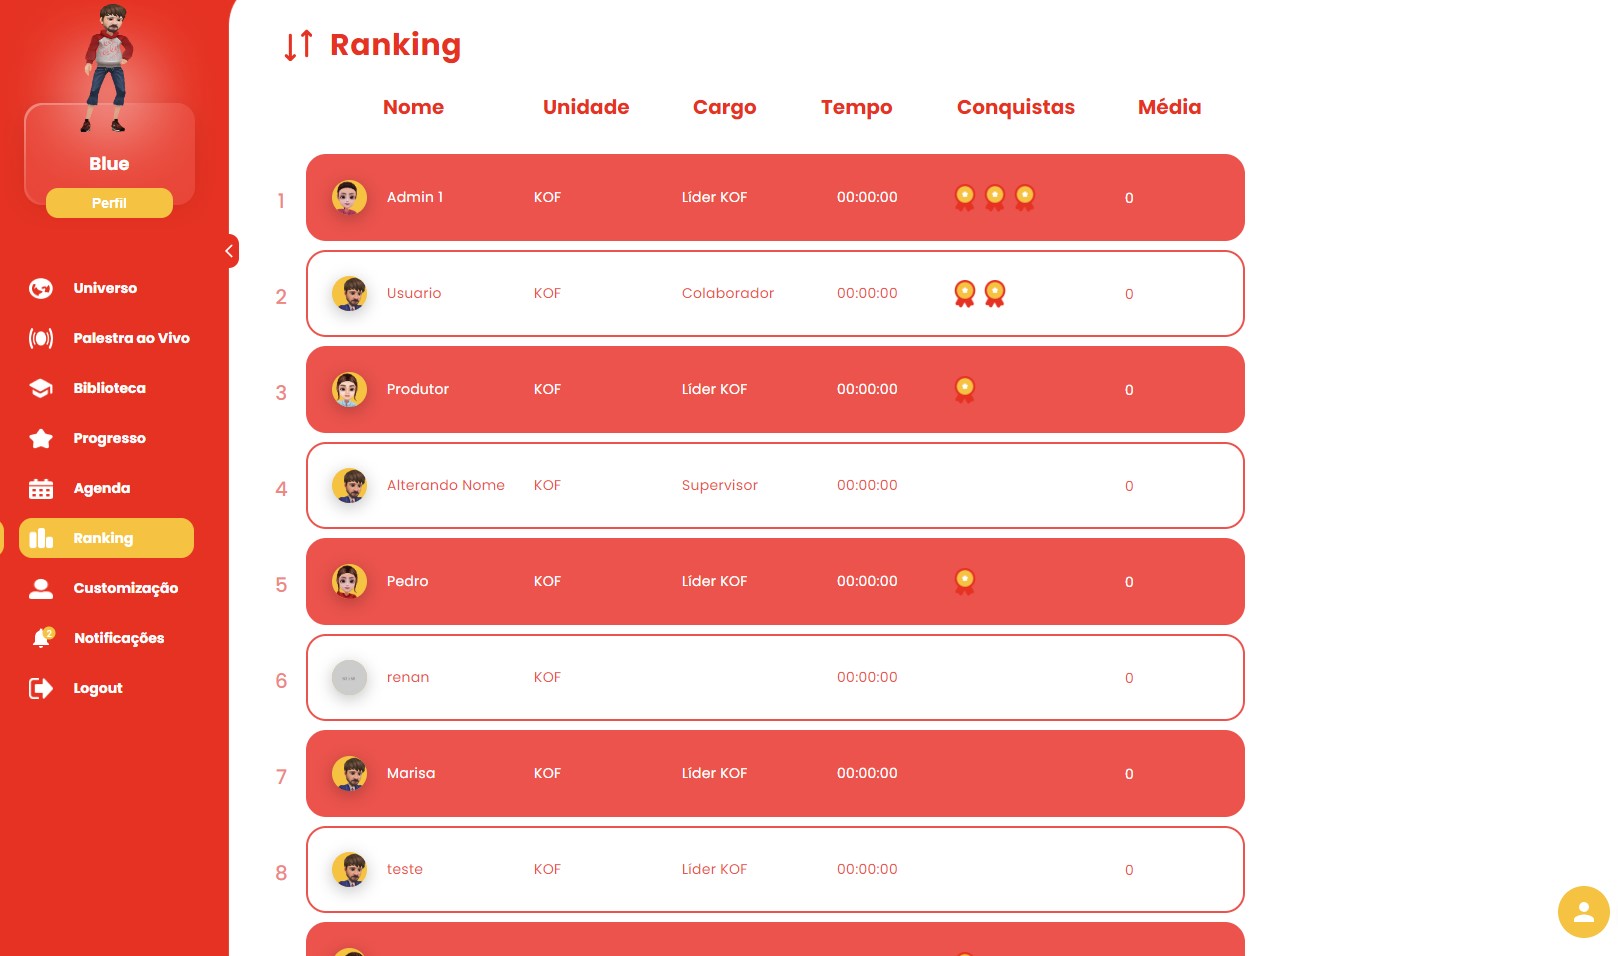 Blue
Perfil
Universo
Palestra ao Vivo
Biblioteca
Progresso
Agenda
Ranking
Customização
2
Notificações
Logout
Ranking
Nome Unidade Cargo Tempo Conquistas Média
1 Admin 1 KOF Líder KOF 00:00:00 0
2 Usuario KOF Colaborador 00:00:00 0
3 Produtor KOF Líder KOF 00:00:00 0
4 Alterando Nome KOF Supervisor 00:00:00 0
5 Pedro KOF Líder KOF 00:00:00 0
6 renan KOF 00:00:00 0
7 Marisa KOF Líder KOF 00:00:00 0
8 teste KOF Líder KOF 00:00:00 0